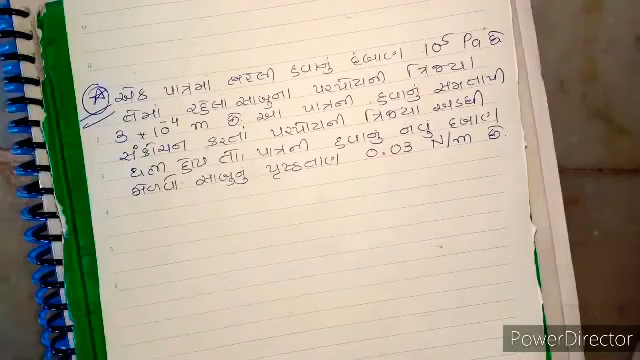 એક પાત્રમાં ભરેલી હવાનું દબાણ 10⁵ Pa છે
તેમાં રહેલા સાબુના પરપોટાની ત્રિજ્યા
3 * 10⁻⁴ m છે આ પાત્રની હવાનું સમતાપી
સંકોચન કરતાં પરપોટાની ત્રિજ્યા અડધી
થતી હોય તો પાત્રની હવાનું નવુ દબાણ
સાબુનુ પૃષ્ઠતાણ 0.03 N/m છે.
PowerDirector